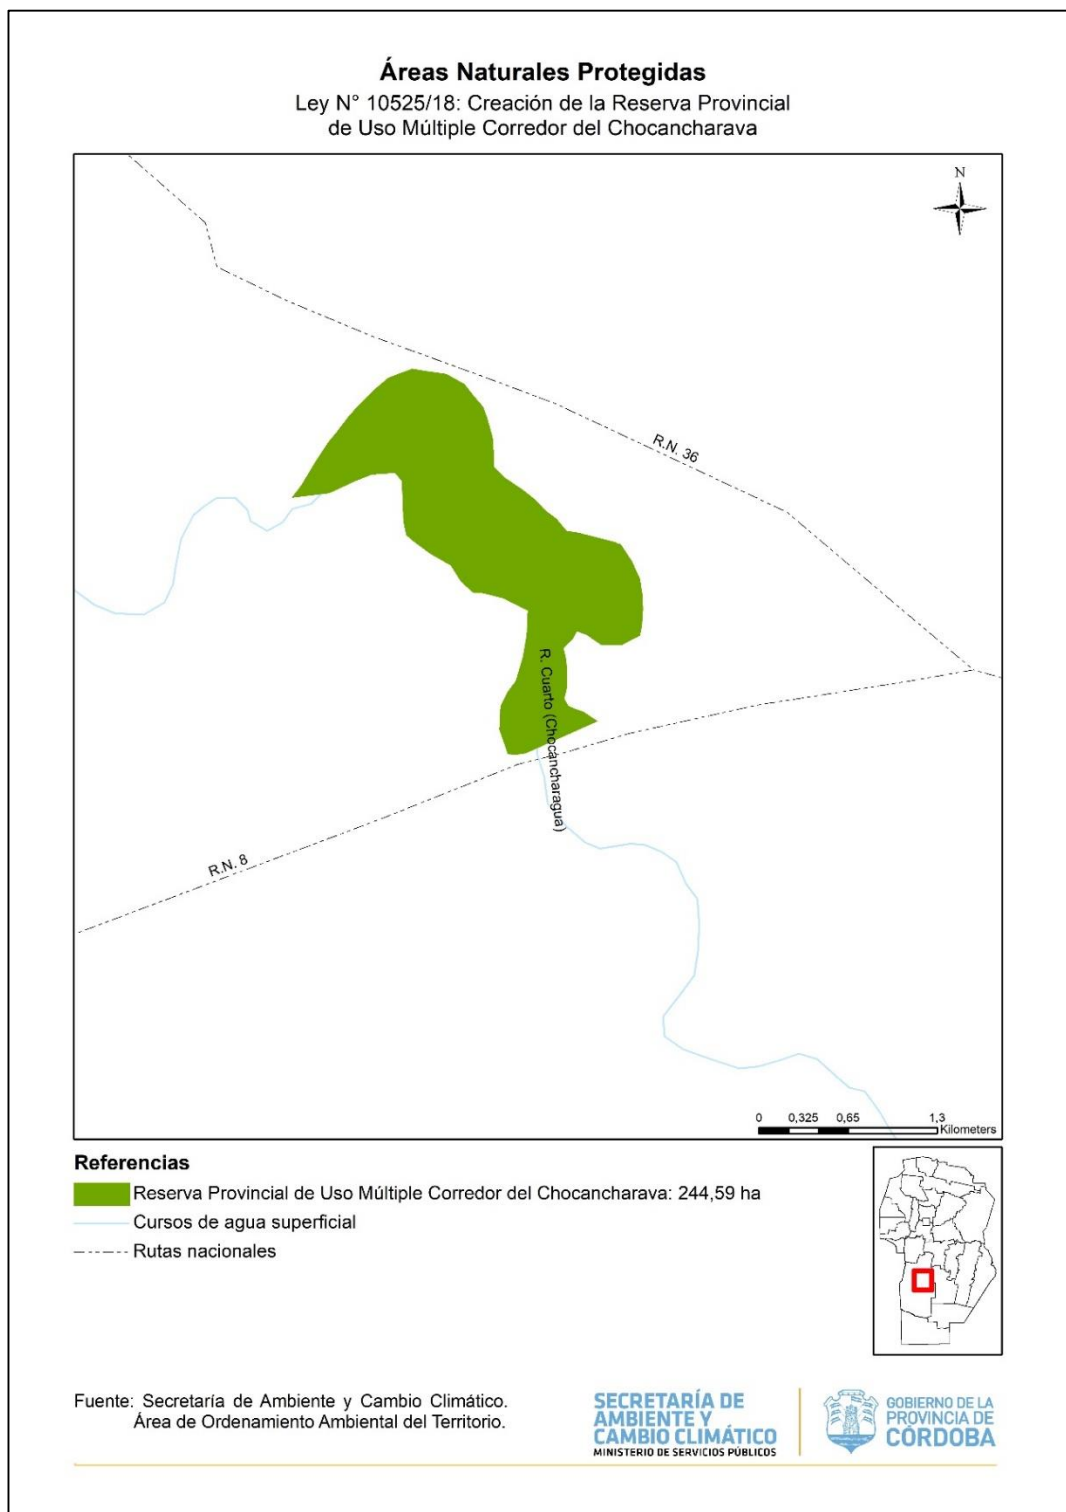 Áreas Naturales Protegidas
Ley N° 10525/18: Creación de la Reserva Provincial
de Uso Múltiple Corredor del Chocancharava
N
R.N. 36
R. Cuarto (Chocancharagua)
R.N. 8
0 0,325 0,65 1,3
Kilometers
Referencias
Reserva Provincial de Uso Múltiple Corredor del Chocancharava: 244,59 ha
Cursos de agua superficial
Rutas nacionales
Fuente: Secretaría de Ambiente y Cambio Climático.
Área de Ordenamiento Ambiental del Territorio.
SECRETARÍA DE
AMBIENTE Y
CAMBIO CLIMÁTICO
MINISTERIO DE SERVICIOS PÚBLICOS
GOBIERNO DE LA
PROVINCIA DE
CÓRDOBA